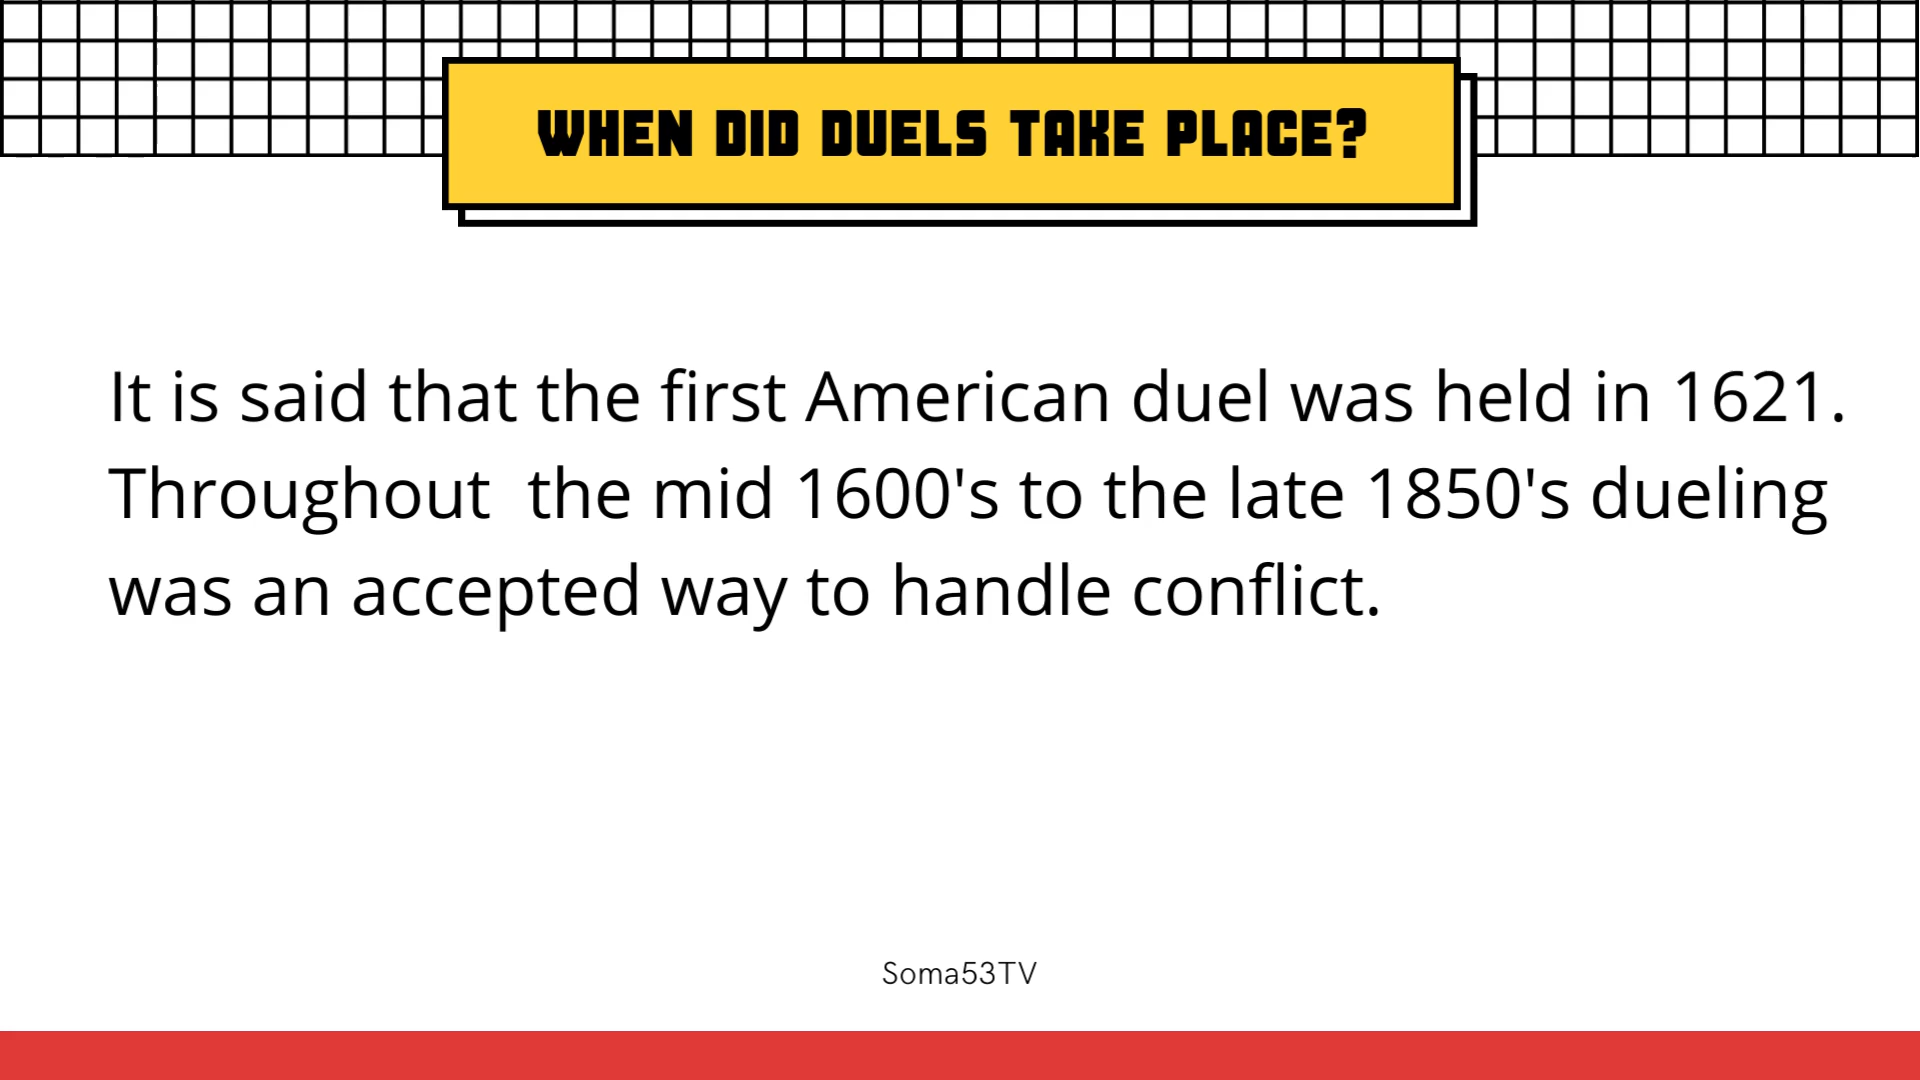 WHEN DID DUELS TAKE PLACE?
It is said that the first American duel was held in 1621.
Throughout  the mid 1600's to the late 1850's dueling
was an accepted way to handle conflict.
Soma53TV